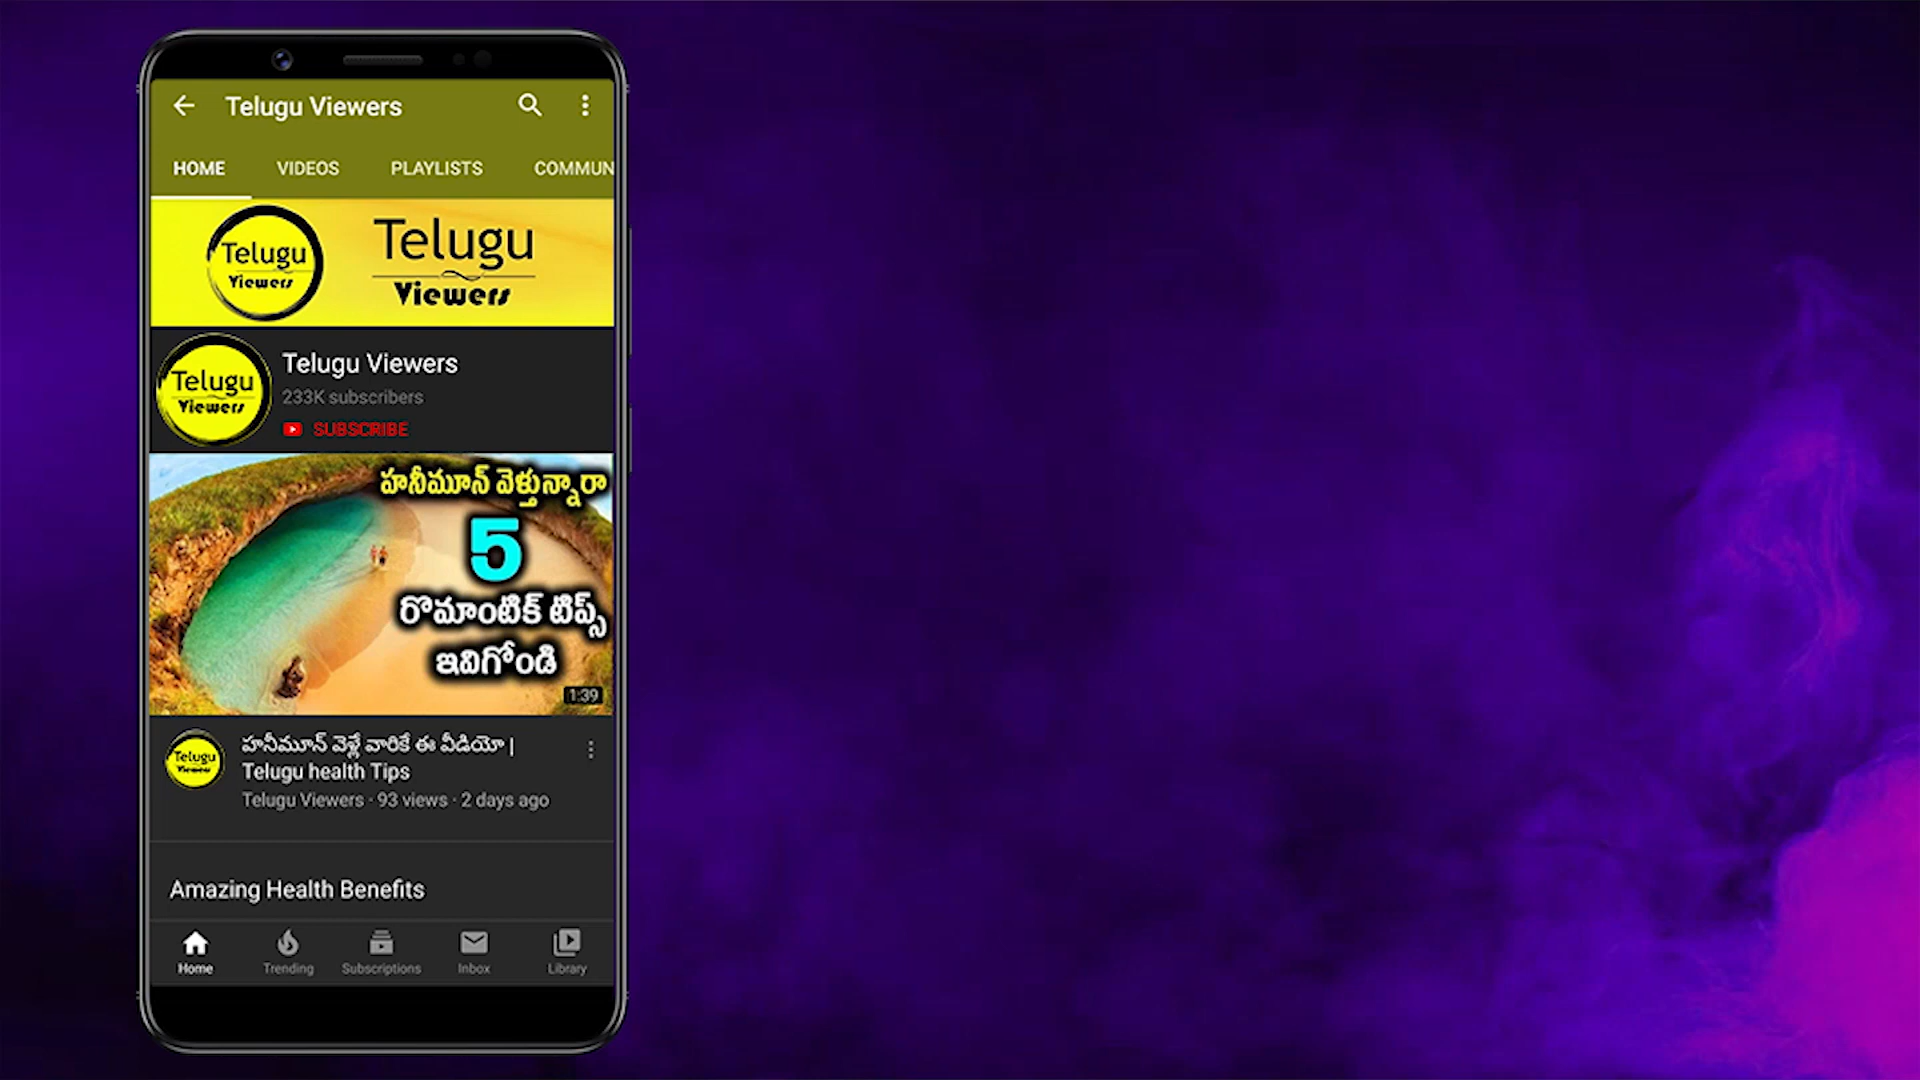 Telugu Viewers
HOME VIDEOS PLAYLISTS COMMUN
Telugu
Viewers
Telugu
Viewers
Telugu
Viewers
Telugu Viewers
233K subscribers
SUBSCRIBE
హనీమూన్ వెళ్తున్నారా
5
రొమాంటిక్ టిప్స్
ఇవిగోండి
1:39
Telugu
Viewers
హనీమూన్ వెళ్లే వారికే ఈ వీడియో |
Telugu health Tips
Telugu Viewers · 93 views · 2 days ago
Amazing Health Benefits
Home Trending Subscriptions Inbox Library